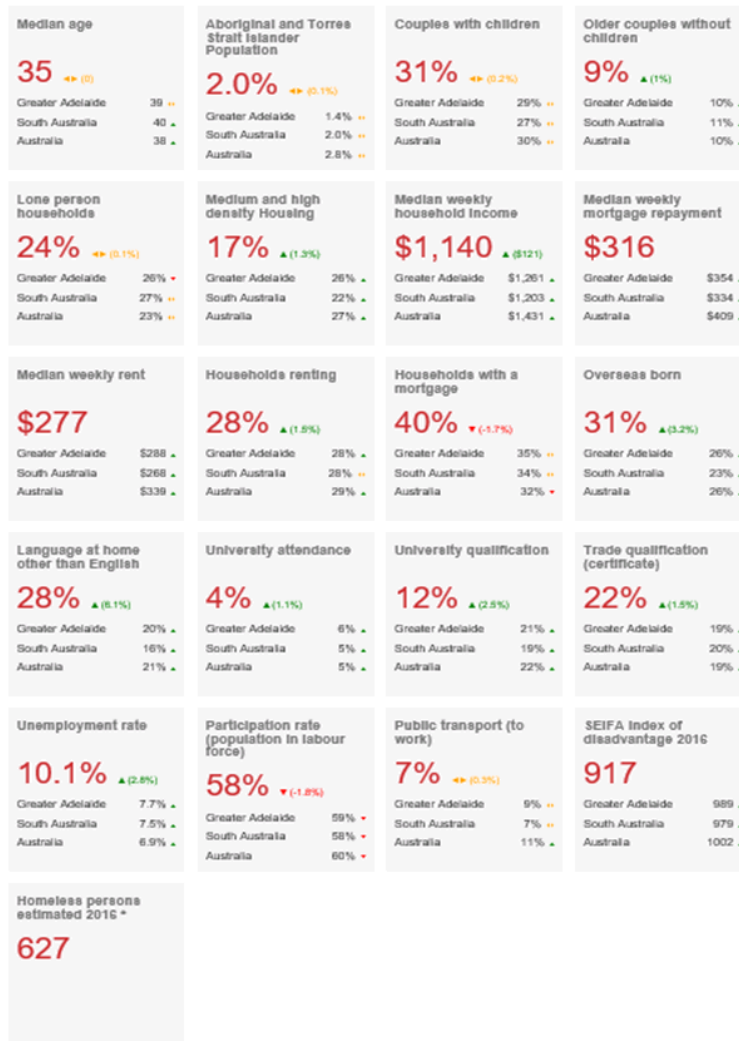 Median age
35 ◄► (0)
Greater Adelaide 39
South Australia 40 ▲
Australia 38 ▲
Aboriginal and Torres
Strait Islander
Population
2.0% ◄► (0.1%)
Greater Adelaide 1.4%
South Australia 2.0%
Australia 2.8%
Couples with children
31% ◄► (0.2%)
Greater Adelaide 29%
South Australia 27%
Australia 30%
Older couples without
children
9% ▲ (1%)
Greater Adelaide 10%
South Australia 11%
Australia 10%
Lone person
households
24% ◄► (0.1%)
Greater Adelaide 26% ▼
South Australia 27%
Australia 23%
Medium and high
density Housing
17% ▲ (1.3%)
Greater Adelaide 26% ▲
South Australia 22% ▲
Australia 27% ▲
Median weekly
household income
$1,140 ▲ ($121)
Greater Adelaide $1,261 ▲
South Australia $1,203 ▲
Australia $1,431 ▲
Median weekly
mortgage repayment
$316
Greater Adelaide $354
South Australia $334
Australia $409
Median weekly rent
$277
Greater Adelaide $288 ▲
South Australia $268 ▲
Australia $339 ▲
Households renting
28% ▲ (1.5%)
Greater Adelaide 28% ▲
South Australia 28%
Australia 29% ▲
Households with a
mortgage
40% ▼ (-1.7%)
Greater Adelaide 35%
South Australia 34%
Australia 32% ▼
Overseas born
31% ▲ (3.2%)
Greater Adelaide 26%
South Australia 23%
Australia 26%
Language at home
other than English
28% ▲
Greater Adelaide 20% ▲
South Australia 16% ▲
Australia 21% ▲
University attendance
4% ▲ (1.1%)
Greater Adelaide 6% ▲
South Australia 5% ▲
Australia 5% ▲
University qualification
12% ▲ (2.5%)
Greater Adelaide 21% ▲
South Australia 19% ▲
Australia 22% ▲
Trade qualification
(certificate)
22% ▲ (1.5%)
Greater Adelaide 19%
South Australia 20%
Australia 19%
Unemployment rate
10.1% ▲
Greater Adelaide 7.7% ▲
South Australia 7.5% ▲
Australia 6.9% ▲
Participation rate
(population in labour
force)
58% ▼
Greater Adelaide 59% ▼
South Australia 58% ▼
Australia 60% ▼
Public transport (to
work)
7% ◄► (0.3%)
Greater Adelaide 9%
South Australia 7%
Australia 11% ▲
SEIFA Index of
disadvantage 2016
917
Greater Adelaide 989
South Australia 979
Australia 1002
Homeless persons
estimated 2016 *
627